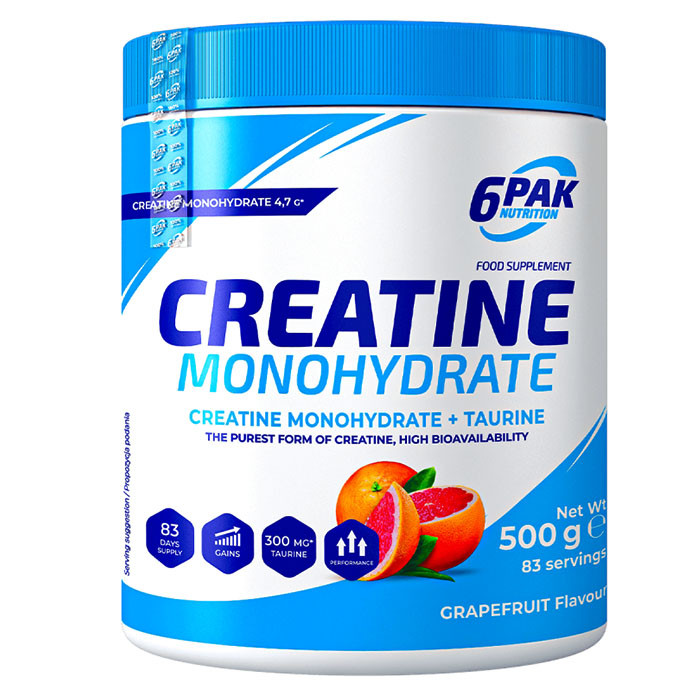 6PAK
NUTRITION
CREATINE MONOHYDRATE 4,7 G*
FOOD SUPPLEMENT
CREATINE
MONOHYDRATE
CREATINE MONOHYDRATE + TAURINE
THE PUREST FORM OF CREATINE, HIGH BIOAVAILABILITY
Serving suggestion / Propozycja podania
83
DAYS
SUPPLY
GAINS
300 MG*
TAURINE
PERFORMANCE
Net Wt
500 g e
83 servings
GRAPEFRUIT Flavour